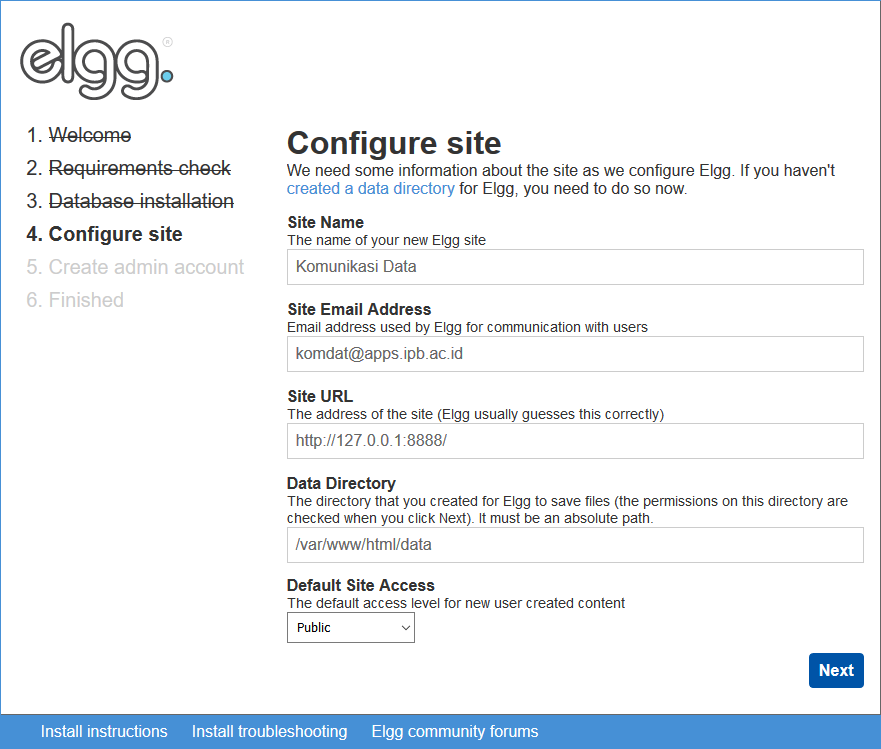 elgg.®
1. Welcome
2. Requirements check
3. Database installation
4. Configure site
5. Create admin account
6. Finished
Configure site
We need some information about the site as we configure Elgg. If you haven't
created a data directory for Elgg, you need to do so now.
Site Name
The name of your new Elgg site
Komunikasi Data
Site Email Address
Email address used by Elgg for communication with users
komdat@apps.ipb.ac.id
Site URL
The address of the site (Elgg usually guesses this correctly)
http://127.0.0.1:8888/
Data Directory
The directory that you created for Elgg to save files (the permissions on this directory are
checked when you click Next). It must be an absolute path.
/var/www/html/data
Default Site Access
The default access level for new user created content
Public
Next
Install instructions
Install troubleshooting
Elgg community forums